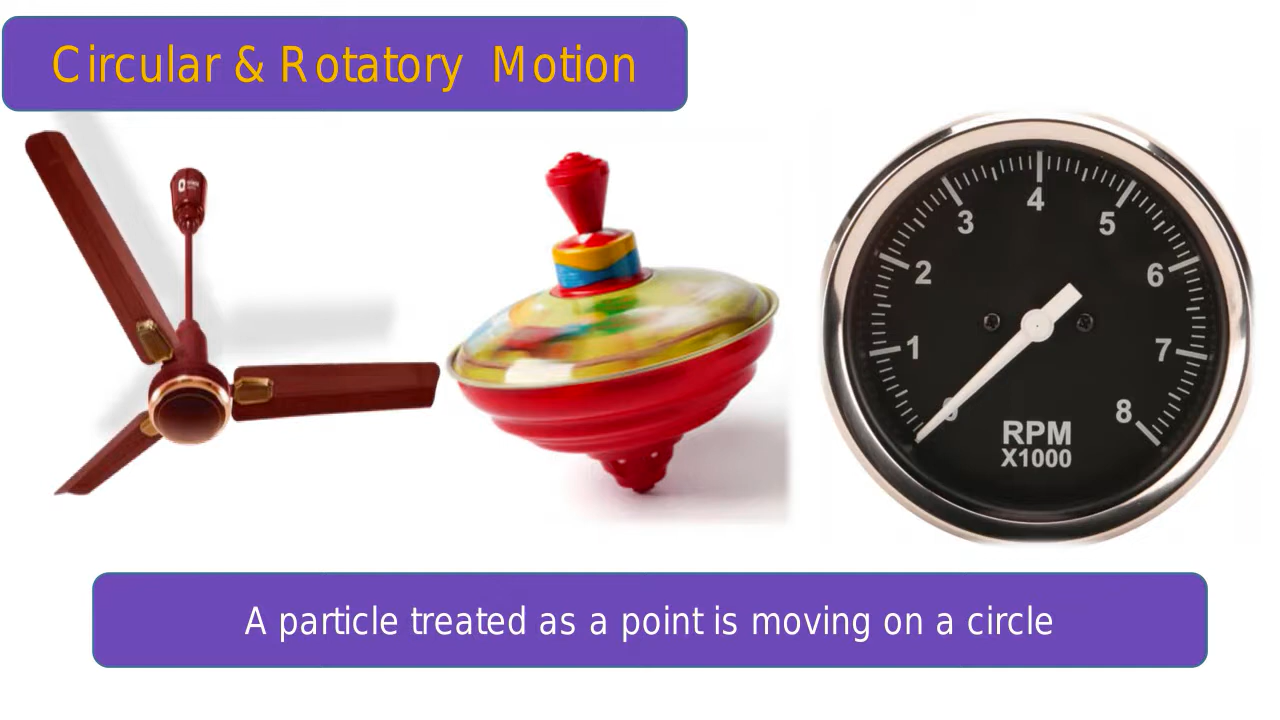 Circular & Rotatory Motion
1
2
3
4
5
6
7
8
RPM
X1000
A particle treated as a point is moving on a circle